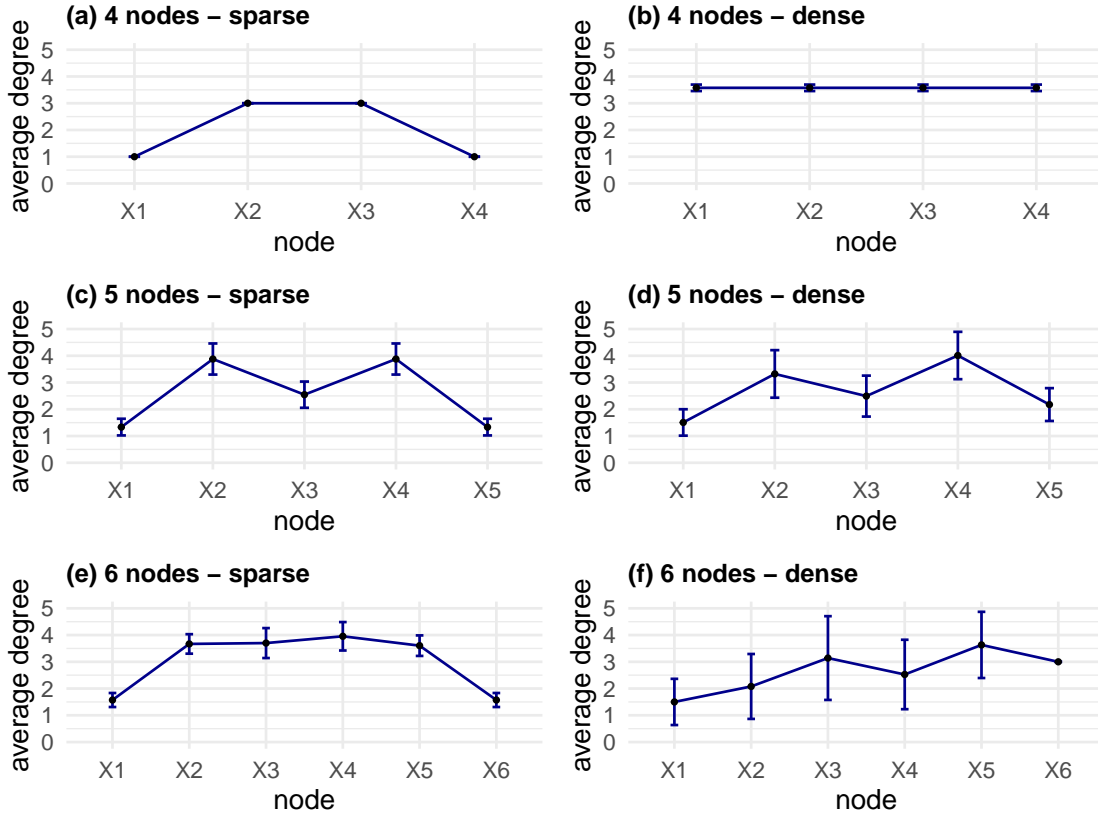 (a) 4 nodes − sparse
average degree
5
4
3
2
1
0
X1 X2 X3 X4
node
(b) 4 nodes − dense
average degree
5
4
3
2
1
0
X1 X2 X3 X4
node
(c) 5 nodes − sparse
average degree
5
4
3
2
1
0
X1 X2 X3 X4 X5
node
(d) 5 nodes − dense
average degree
5
4
3
2
1
0
X1 X2 X3 X4 X5
node
(e) 6 nodes − sparse
average degree
5
4
3
2
1
0
X1 X2 X3 X4 X5 X6
node
(f) 6 nodes − dense
average degree
5
4
3
2
1
0
X1 X2 X3 X4 X5 X6
node